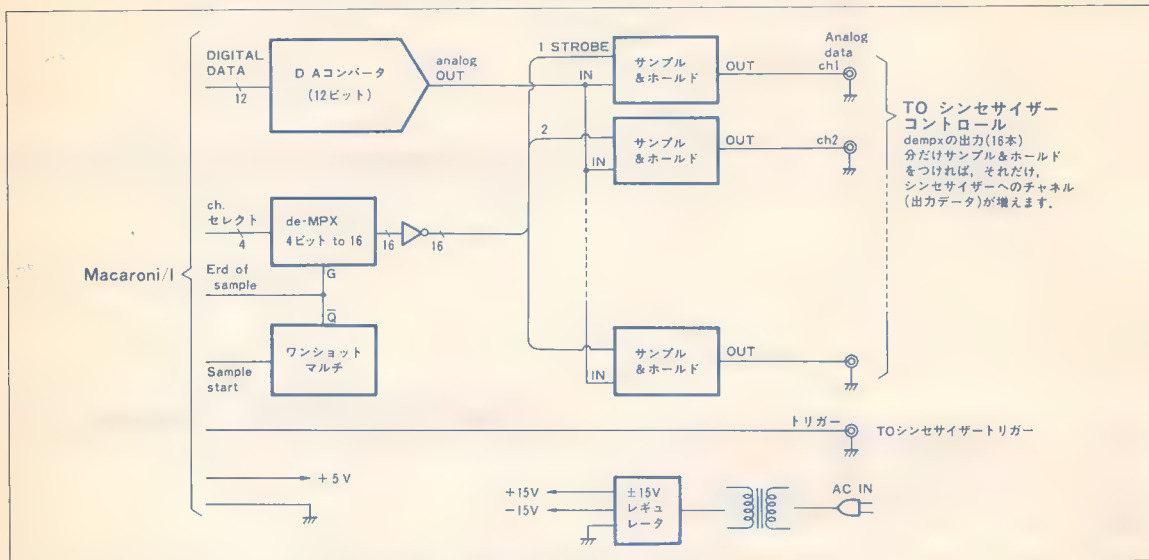 DIGITAL
DATA
12
D Aコンバータ
(12ビット)
analog
OUT
1 STROBE
IN
サンプル
&ホールド
OUT
Analog
data
ch1
2
IN
サンプル
&ホールド
OUT
ch2
TO シンセサイザー
コントロール
dempxの出力(16本)
分だけサンプル&ホールド
をつければ,それだけ,
シンセサイザーへのチャネル
(出力データ)が増えます.
ch.
セレクト
4
de-MPX
4ビット to 16
16
16
G
Macaroni/I
Erd of
sample
Q
ワンショット
マルチ
Sample
start
IN
サンプル
&ホールド
OUT
トリガー
TOシンセサイザートリガー
+5V
+15V
-15V
±15V
レギュ
レータ
AC IN